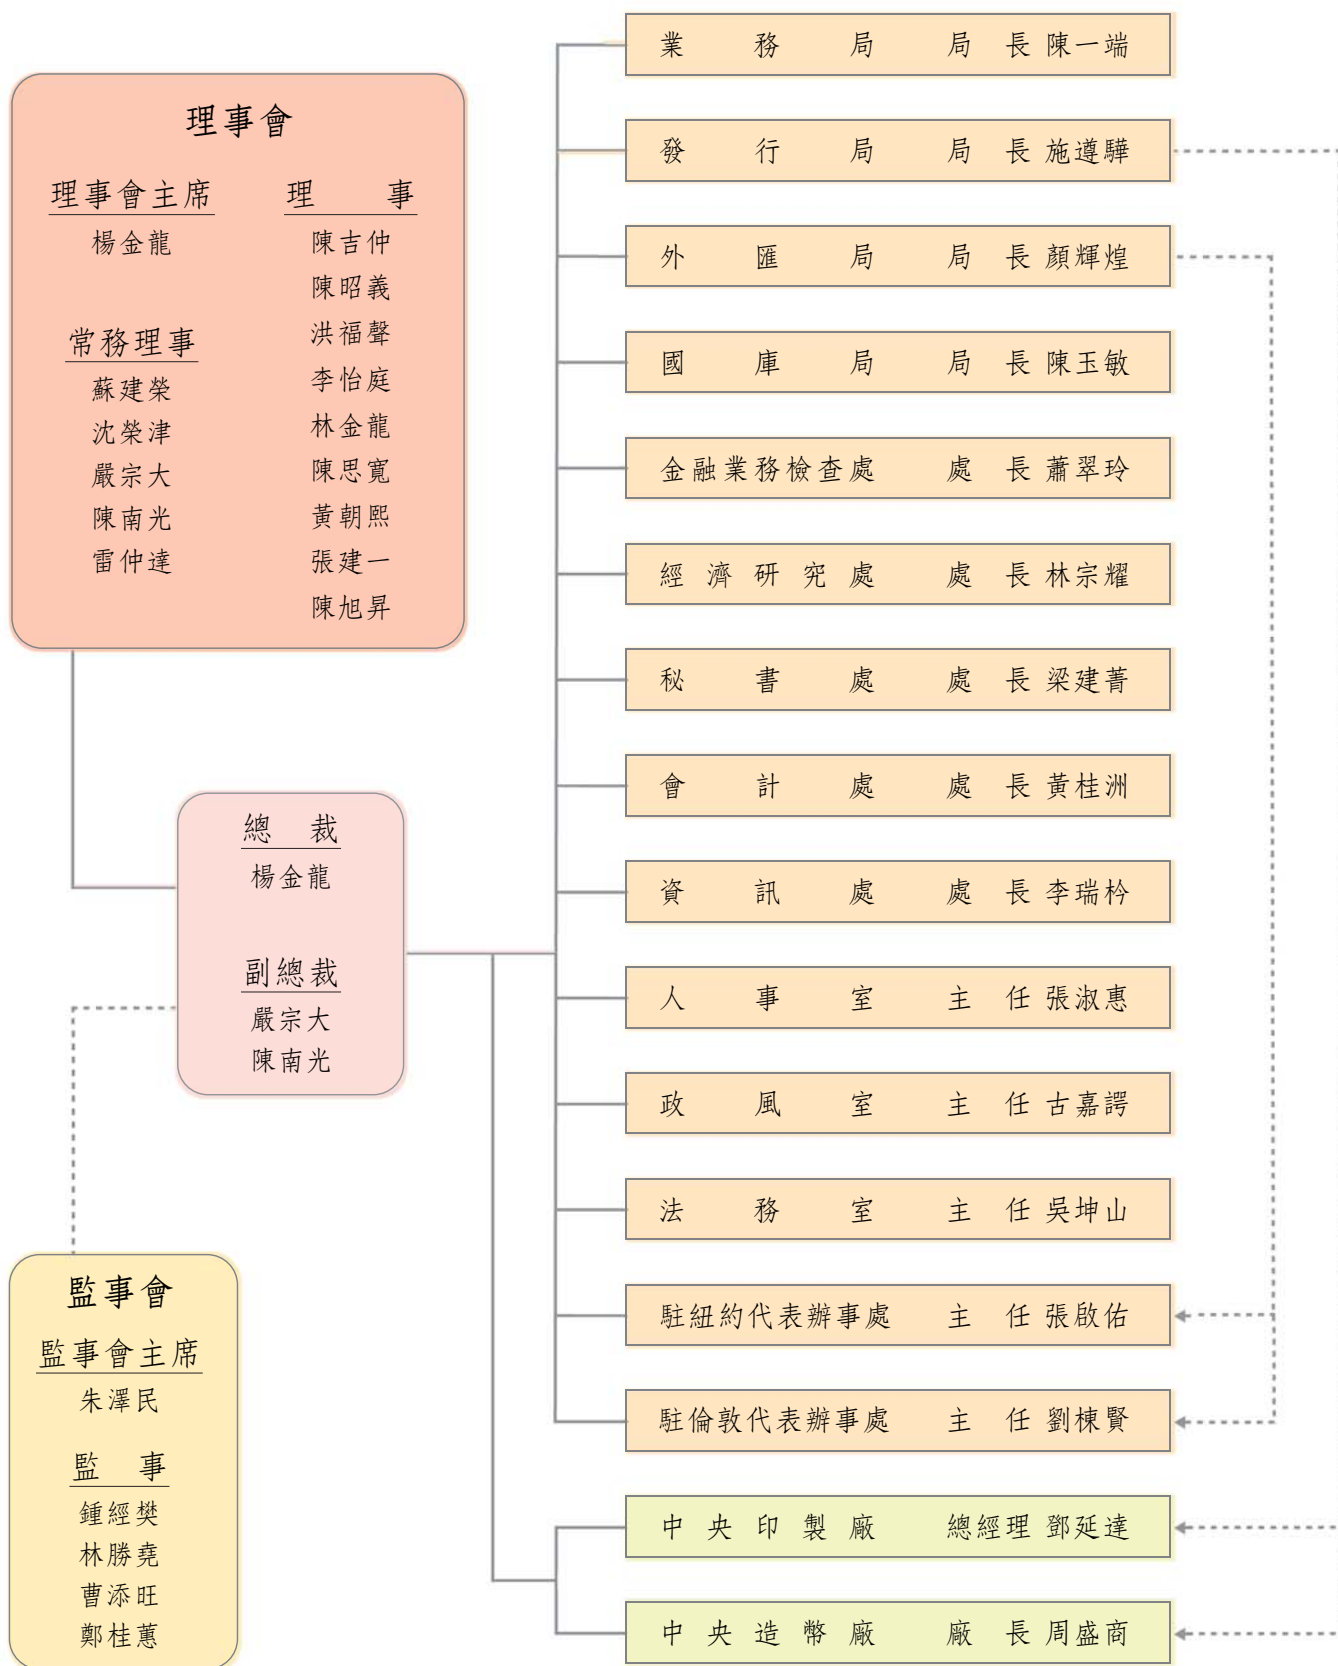 理事會
理事會主席
楊金龍
常務理事
蘇建榮
沈榮津
嚴宗大
陳南光
雷仲達
理 事
陳吉仲
陳昭義
洪福聲
李怡庭
林金龍
陳思寬
黃朝熙
張建一
陳旭昇
總 裁
楊金龍
副總裁
嚴宗大
陳南光
監事會
監事會主席
朱澤民
監 事
鍾經樊
林勝堯
曹添旺
鄭桂蕙
業務局 局長 陳一端
發行局 局長 施遵驊
外匯局 局長 顏輝煌
國庫局 局長 陳玉敏
金融業務檢查處 處長 蕭翠玲
經濟研究處 處長 林宗耀
秘書處 處長 梁建菁
會計處 處長 黃桂洲
資訊處 處長 李瑞枔
人事室 主任 張淑惠
政風室 主任 古嘉諤
法務室 主任 吳坤山
駐紐約代表辦事處 主任 張啟佑
駐倫敦代表辦事處 主任 劉棟賢
中央印製廠 總經理 鄧延達
中央造幣廠 廠長 周盛商